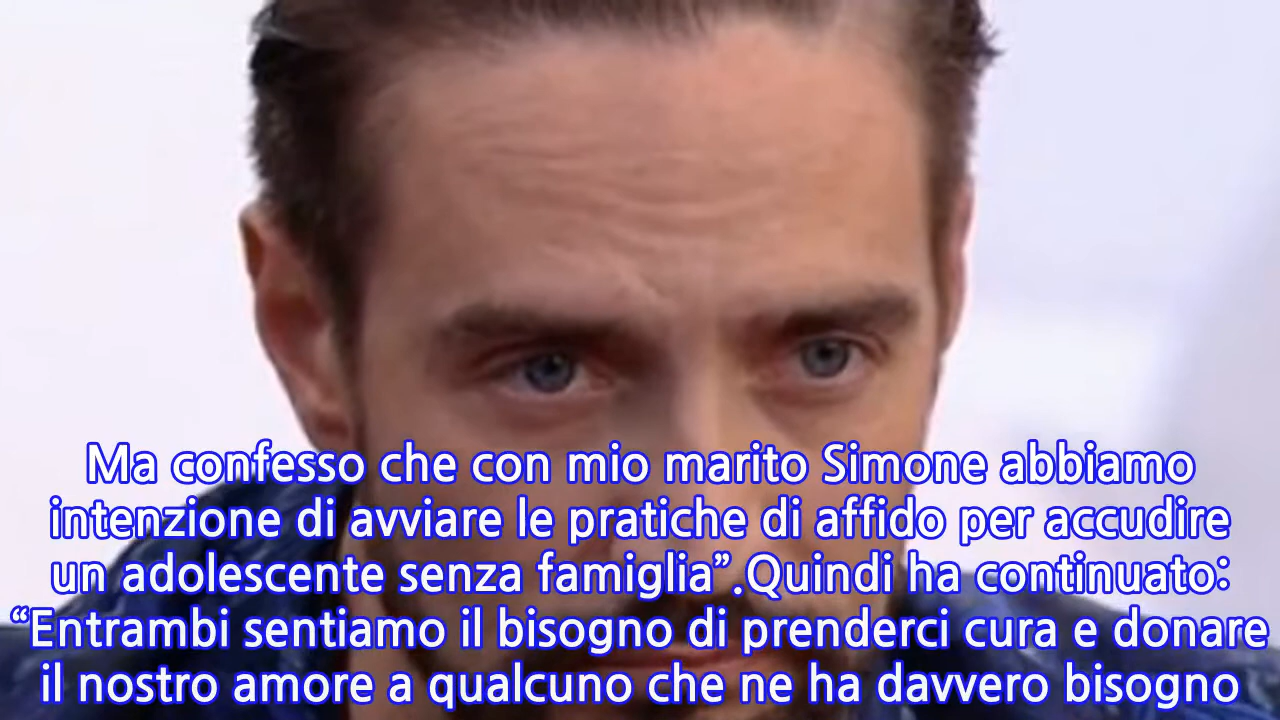 Ma confesso che con mio marito Simone abbiamo
intenzione di avviare le pratiche di affido per accudire
un adolescente senza famiglia”.Quindi ha continuato:
“Entrambi sentiamo il bisogno di prenderci cura e donare
il nostro amore a qualcuno che ne ha davvero bisogno